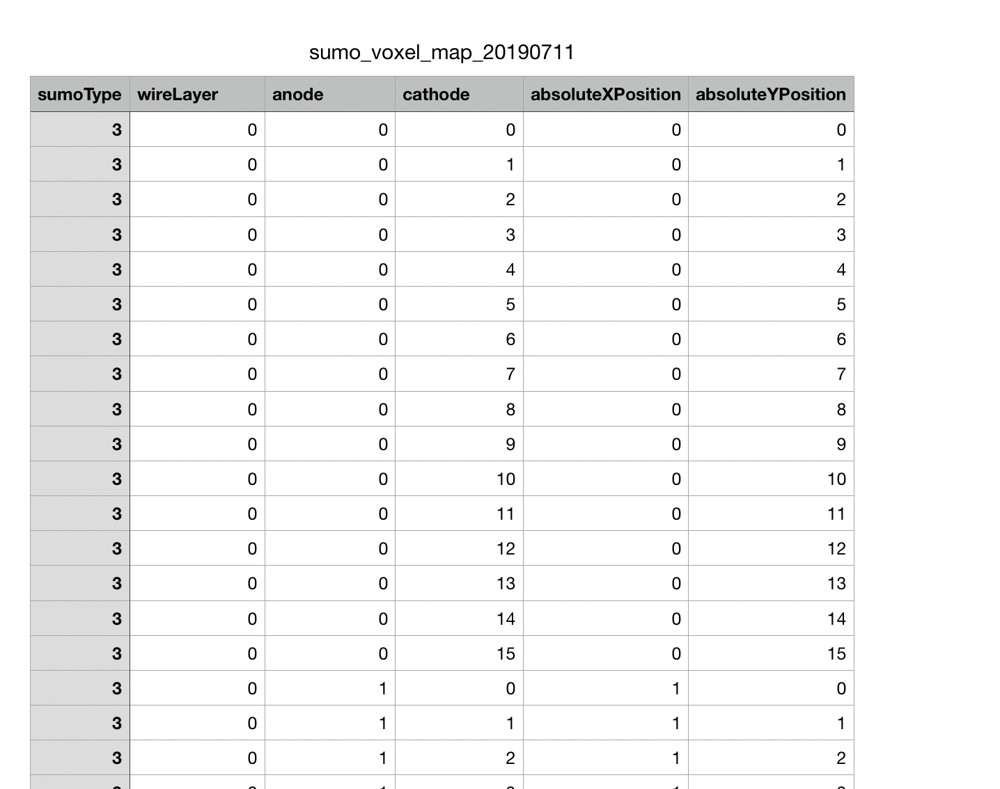 sumo_voxel_map_20190711
sumoType wireLayer anode cathode absoluteXPosition absoluteYPosition
3 0 0 0 0 0
3 0 0 1 0 1
3 0 0 2 0 2
3 0 0 3 0 3
3 0 0 4 0 4
3 0 0 5 0 5
3 0 0 6 0 6
3 0 0 7 0 7
3 0 0 8 0 8
3 0 0 9 0 9
3 0 0 10 0 10
3 0 0 11 0 11
3 0 0 12 0 12
3 0 0 13 0 13
3 0 0 14 0 14
3 0 0 15 0 15
3 0 1 0 1 0
3 0 1 1 1 1
3 0 1 2 1 2